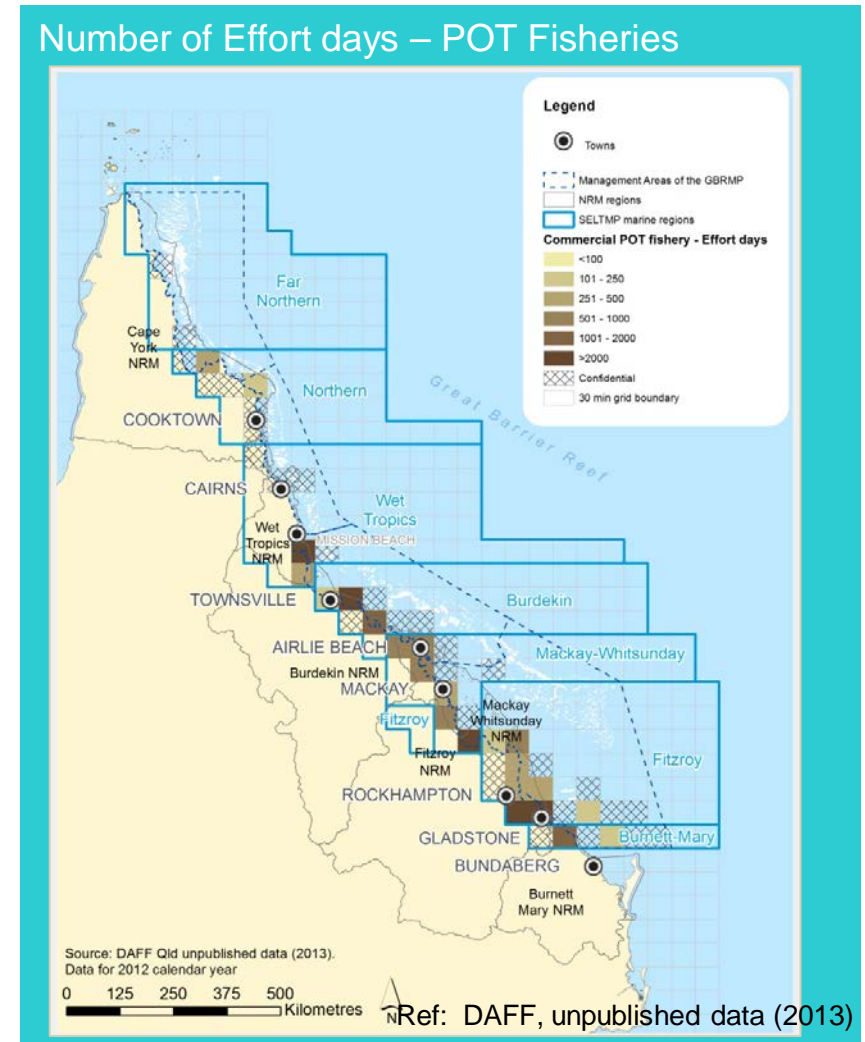 Number of Effort days – POT Fisheries
Legend
Towns
Management Areas of the GBRMP
NRM regions
SELTMP marine regions
Commercial POT fishery - Effort days
<100
101 - 250
251 - 500
501 - 1000
1001 - 2000
>2000
Confidential
30 min grid boundary
Far
Northern
Cape
York
NRM
Northern
Great Barrier Reef
COOKTOWN
CAIRNS
Wet
Tropics
Wet
Tropics
NRM
MISSION BEACH
TOWNSVILLE
Burdekin
AIRLIE BEACH
Mackay-Whitsunday
Burdekin NRM
MACKAY
Mackay
Whitsunday
NRM
Fitzroy
Fitzroy
NRM
Fitzroy
ROCKHAMPTON
GLADSTONE
Burnett-Mary
BUNDABERG
Burnett
Mary NRM
Source: DAFF Qld unpublished data (2013).
Data for 2012 calendar year
0 125 250 375 500
Kilometres
N
Ref: DAFF, unpublished data (2013)